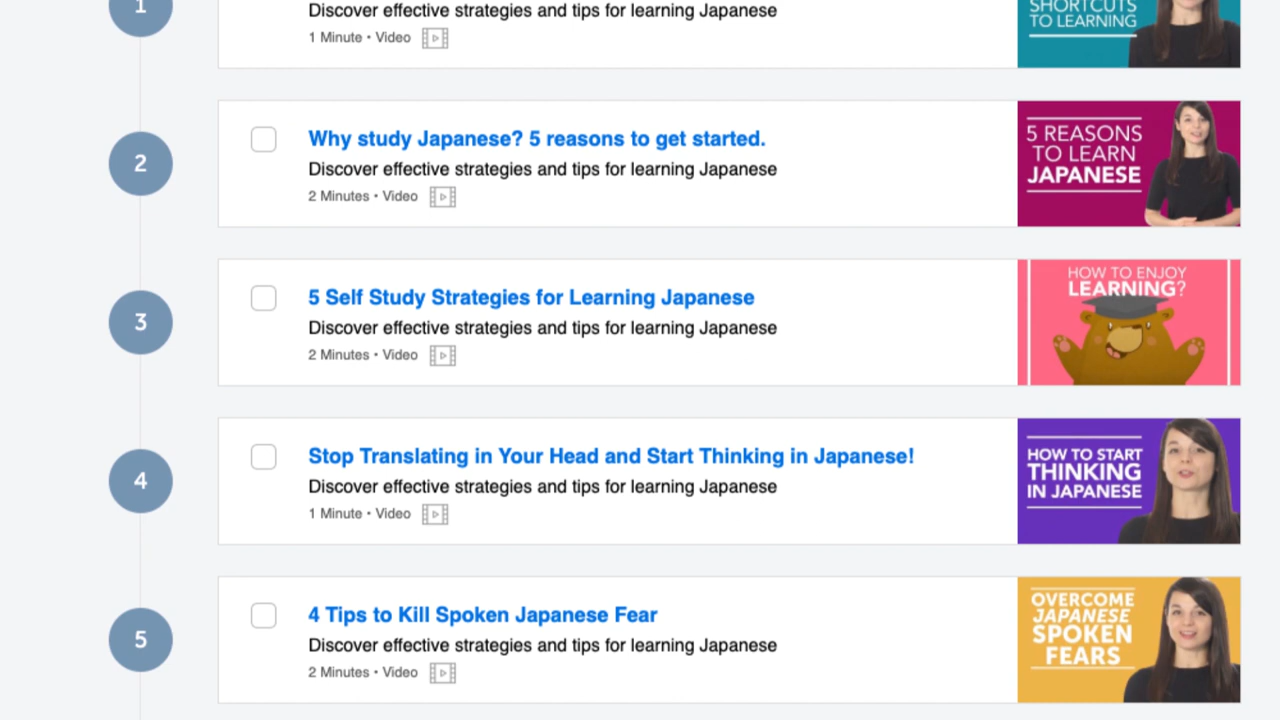 1
Discover effective strategies and tips for learning Japanese
1 Minute • Video
SHORTCUTS
TO LEARNING
2
Why study Japanese? 5 reasons to get started.
Discover effective strategies and tips for learning Japanese
2 Minutes • Video
5 REASONS
TO LEARN
JAPANESE
3
5 Self Study Strategies for Learning Japanese
Discover effective strategies and tips for learning Japanese
2 Minutes • Video
HOW TO ENJOY
LEARNING?
4
Stop Translating in Your Head and Start Thinking in Japanese!
Discover effective strategies and tips for learning Japanese
1 Minute • Video
HOW TO START
THINKING
IN JAPANESE
5
4 Tips to Kill Spoken Japanese Fear
Discover effective strategies and tips for learning Japanese
2 Minutes • Video
OVERCOME
JAPANESE
SPOKEN
FEARS